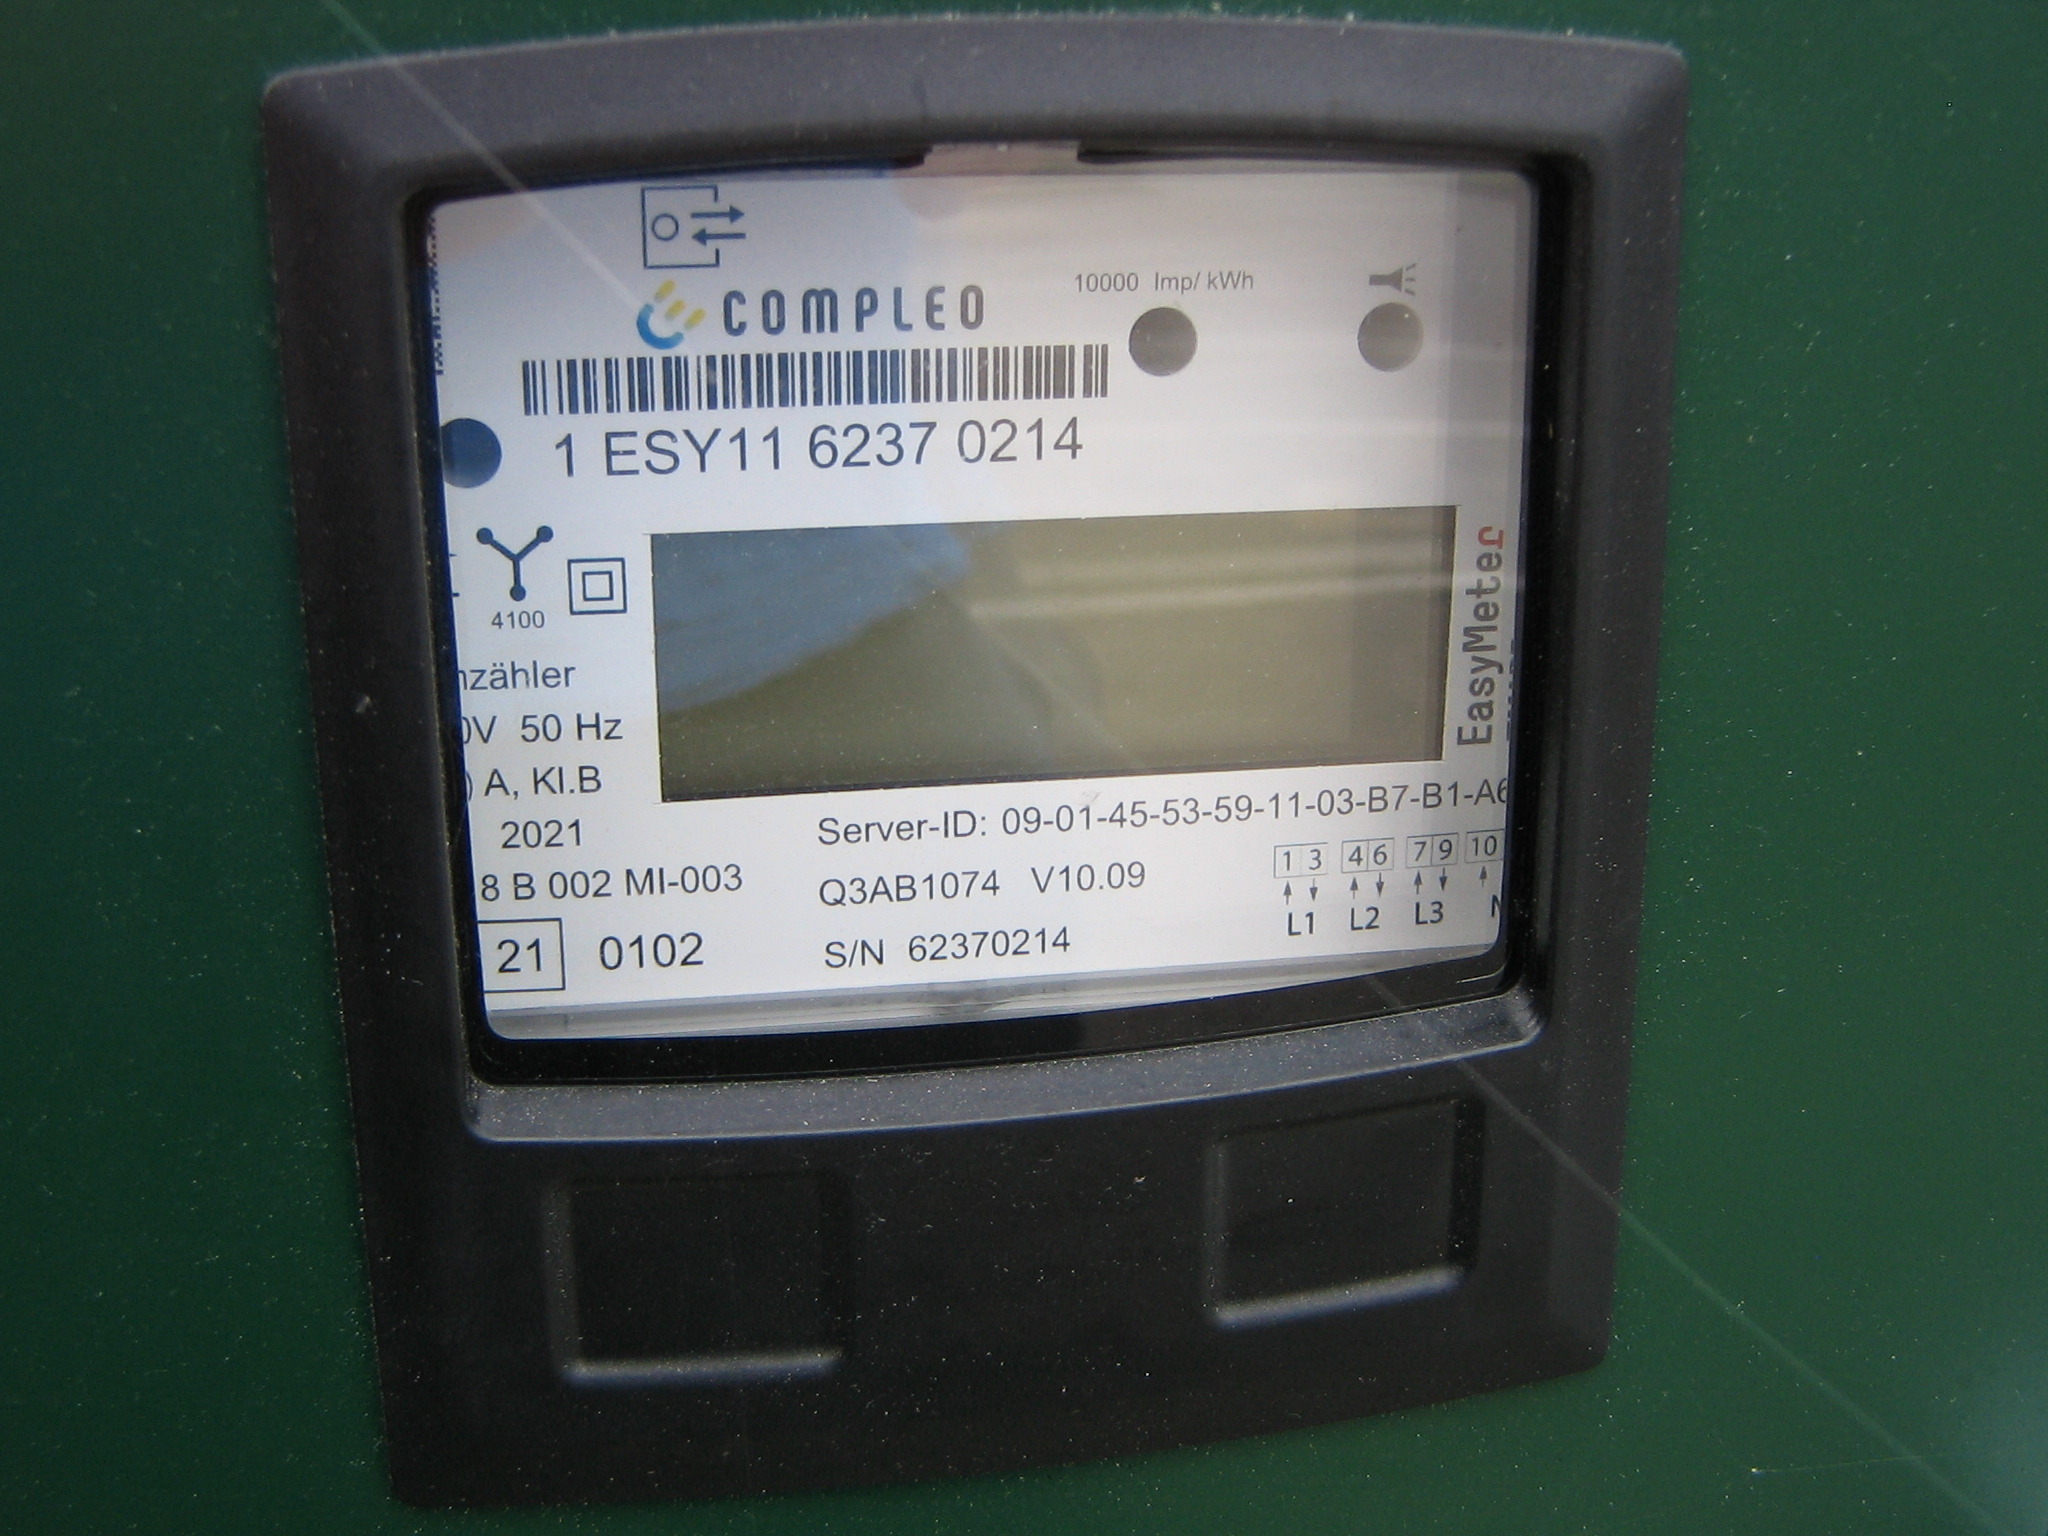 COMPLEO
10000 Imp/ kWh
1 ESY11 6237 0214
4100
EasyMeter
nzähler
0V 50 Hz
) A, Kl.B
2021
Server-ID: 09-01-45-53-59-11-03-B7-B1-A6
8 B 002 MI-003
Q3AB1074 V10.09
1 3 4 6 7 9 10
L1 L2 L3 N
21 0102
S/N 62370214